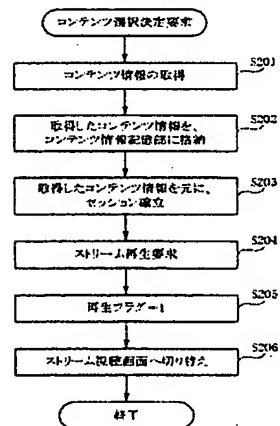 コンテンツ選択決定要求
S201
コンテンツ情報の取得
S202
取得したコンテンツ情報を、
コンテンツ情報記憶部に格納
S203
取得したコンテンツ情報を元に、
セッション確立
S204
ストリーム再生要求
S205
再生フラグ=1
S206
ストリーム視聴画面へ切り替え
終了